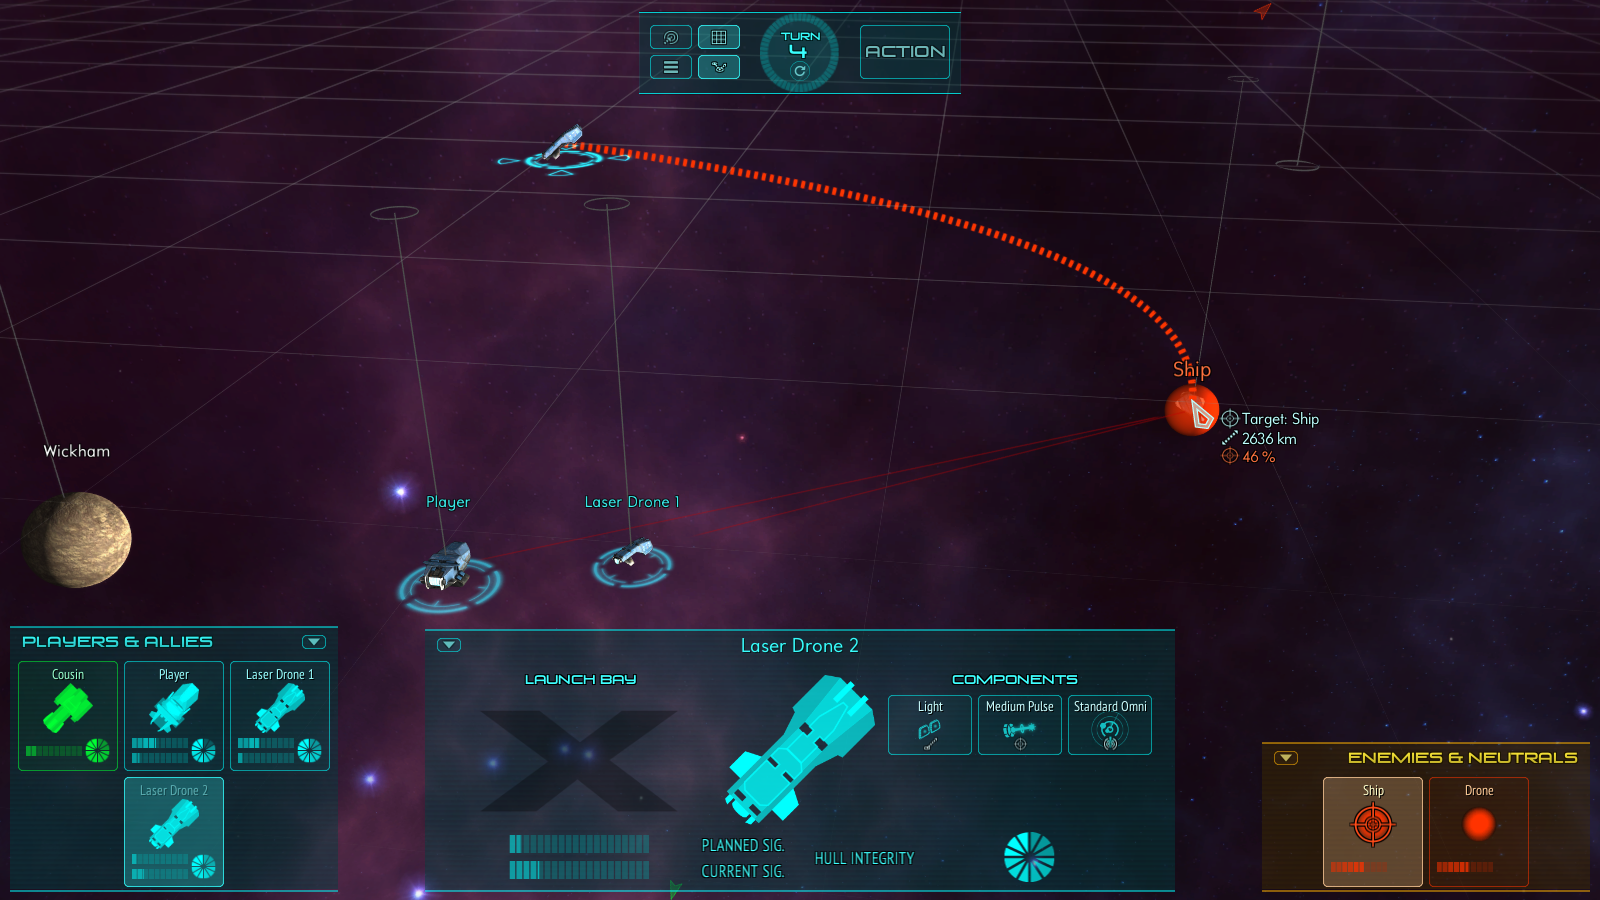 TURN
4
ACTION
Ship
Target: Ship
2636 km
46 %
Wickham
Player
Laser Drone 1
PLAYERS & ALLIES
Cousin
Player
Laser Drone 1
Laser Drone 2
Laser Drone 2
LAUNCH BAY
COMPONENTS
Light
Medium Pulse
Standard Omni
PLANNED SIG.
CURRENT SIG.
HULL INTEGRITY
ENEMIES & NEUTRALS
Ship
Drone